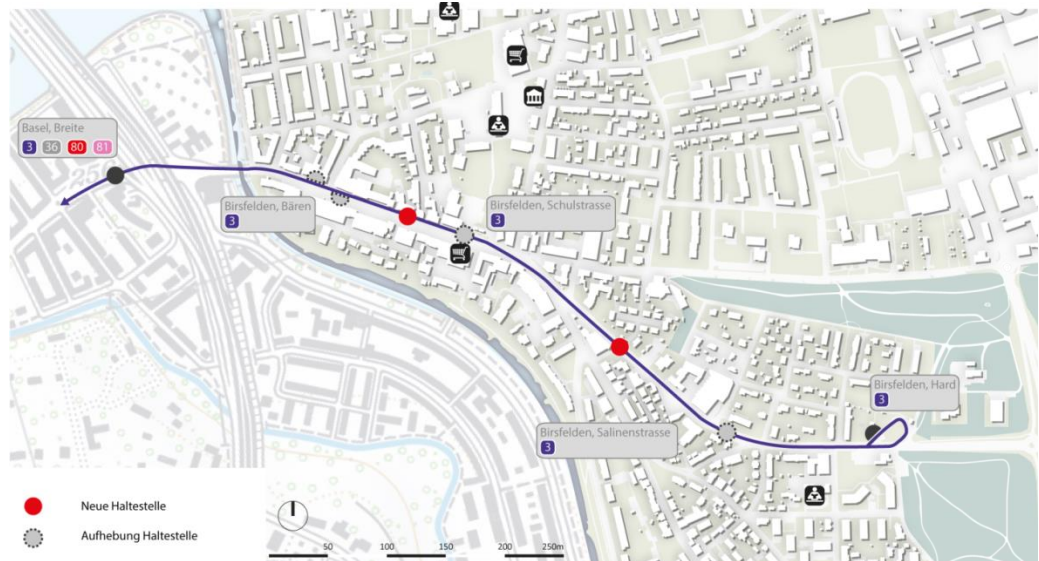 Basel, Breite
3 36 80 81
Birsfelden, Bären
3
Birsfelden, Schulstrasse
3
Birsfelden, Hard
3
Birsfelden, Salinenstrasse
3
Neue Haltestelle
Aufhebung Haltestelle
50 100 150 200 250m